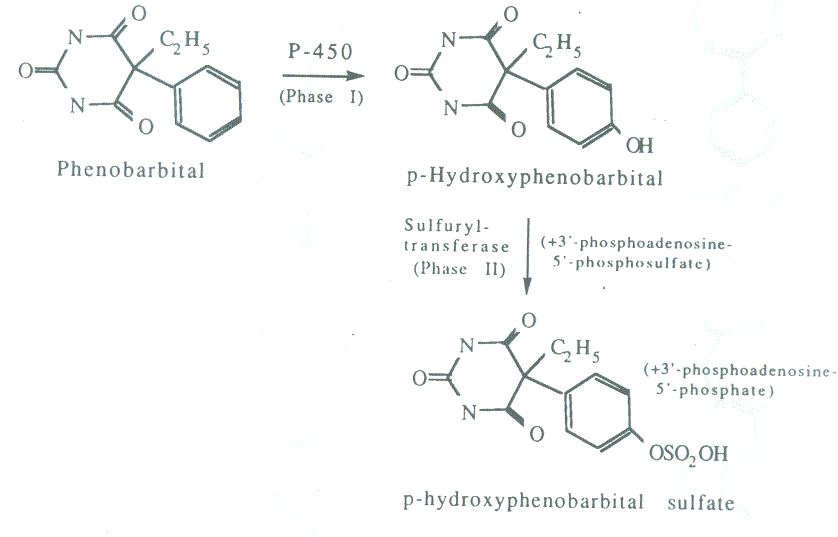 O
N
C2H5
O
N
O
Phenobarbital
P-450
(Phase I)
O
N
C2H5
O
N
O
OH
p-Hydroxyphenobarbital
Sulfuryl-
transferase
(Phase II)
(+3'-phosphoadenosine-
5'-phosphosulfate)
O
N
C2H5
O
N
O
OSO2OH
(+3'-phosphoadenosine-
5'-phosphate)
p-hydroxyphenobarbital sulfate